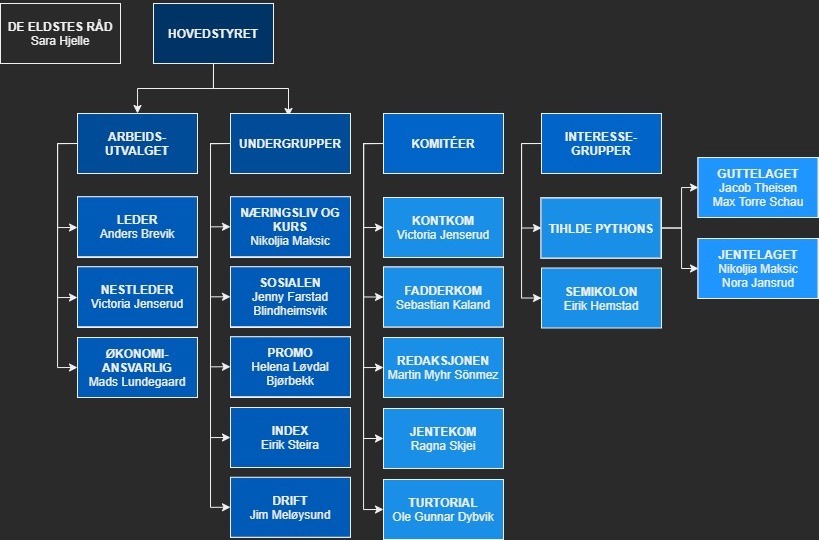 DE ELDSTES RÅD
Sara Hjelle
HOVEDSTYRET
ARBEIDS-
UTVALGET
LEDER
Anders Brevik
NESTLEDER
Victoria Jenserud
ØKONOMI-
ANSVARLIG
Mads Lundegaard
UNDERGRUPPER
NÆRINGSLIV OG
KURS
Nikoljia Maksic
SOSIALEN
Jenny Farstad
Blindheimsvik
PROMO
Helena Løvdal
Bjørbekk
INDEX
Eirik Steira
DRIFT
Jim Meløysund
KOMITÉER
KONTKOM
Victoria Jenserud
FADDERKOM
Sebastian Kaland
REDAKSJONEN
Martin Myhr Sönmez
JENTEKOM
Ragna Skjei
TURTORIAL
Ole Gunnar Dybvik
INTERESSE-
GRUPPER
TIHLDE PYTHONS
SEMIKOLON
Eirik Hemstad
GUTTELAGET
Jacob Theisen
Max Torre Schau
JENTELAGET
Nikoljia Maksic
Nora Jansrud